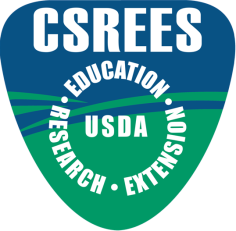 CSREES
• EDUCATION • EXTENSION • RESEARCH
USDA